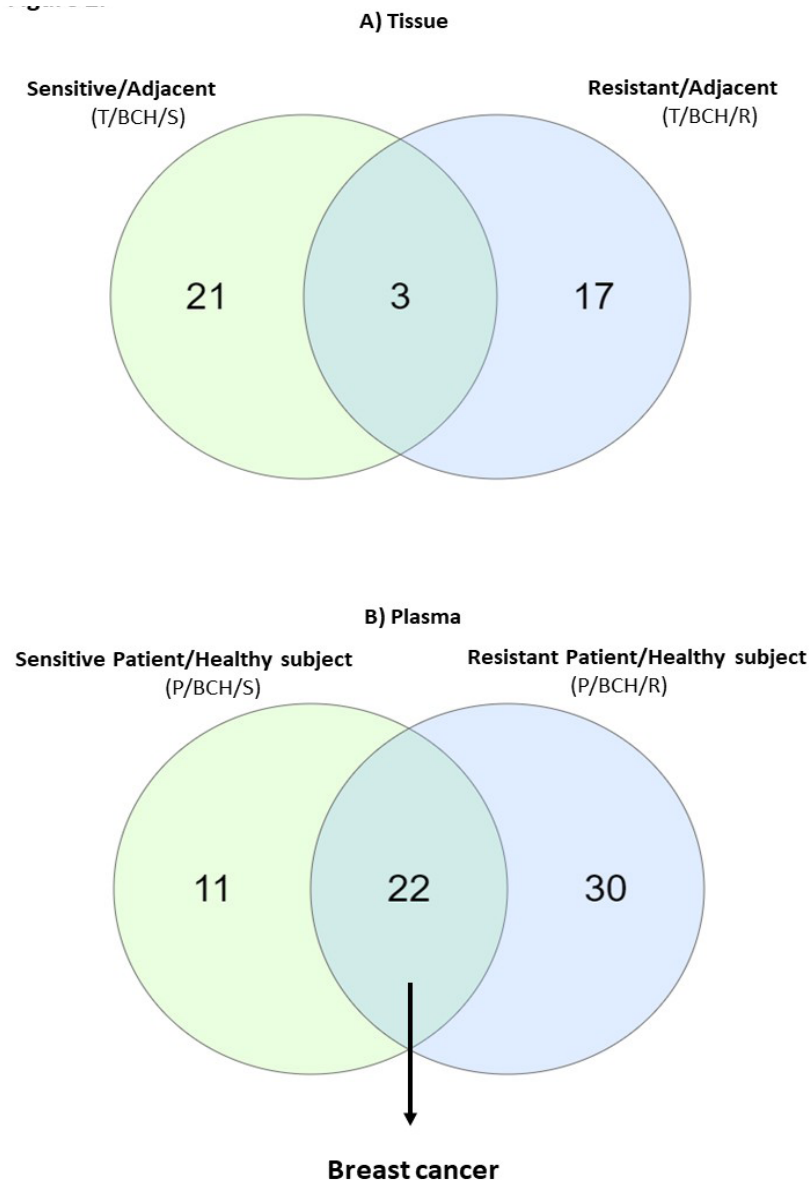 A) Tissue
Sensitive/Adjacent
(T/BCH/S)
Resistant/Adjacent
(T/BCH/R)
21
3
17
B) Plasma
Sensitive Patient/Healthy subject
(P/BCH/S)
Resistant Patient/Healthy subject
(P/BCH/R)
11
22
30
Breast cancer